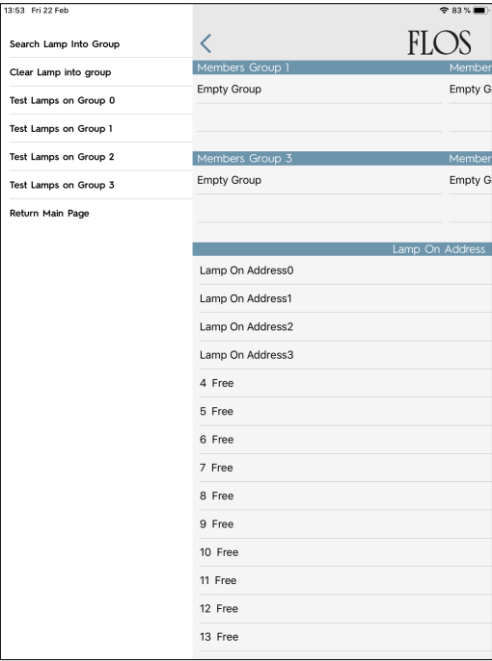 13:53 Fri 22 Feb
83 %
Search Lamp Into Group
Clear Lamp into group
Test Lamps on Group 0
Test Lamps on Group 1
Test Lamps on Group 2
Test Lamps on Group 3
Return Main Page
FLOS
Members Group 1 Member
Empty Group Empty G
Members Group 3 Member
Empty Group Empty G
Lamp On Address
Lamp On Address0
Lamp On Address1
Lamp On Address2
Lamp On Address3
4 Free
5 Free
6 Free
7 Free
8 Free
9 Free
10 Free
11 Free
12 Free
13 Free